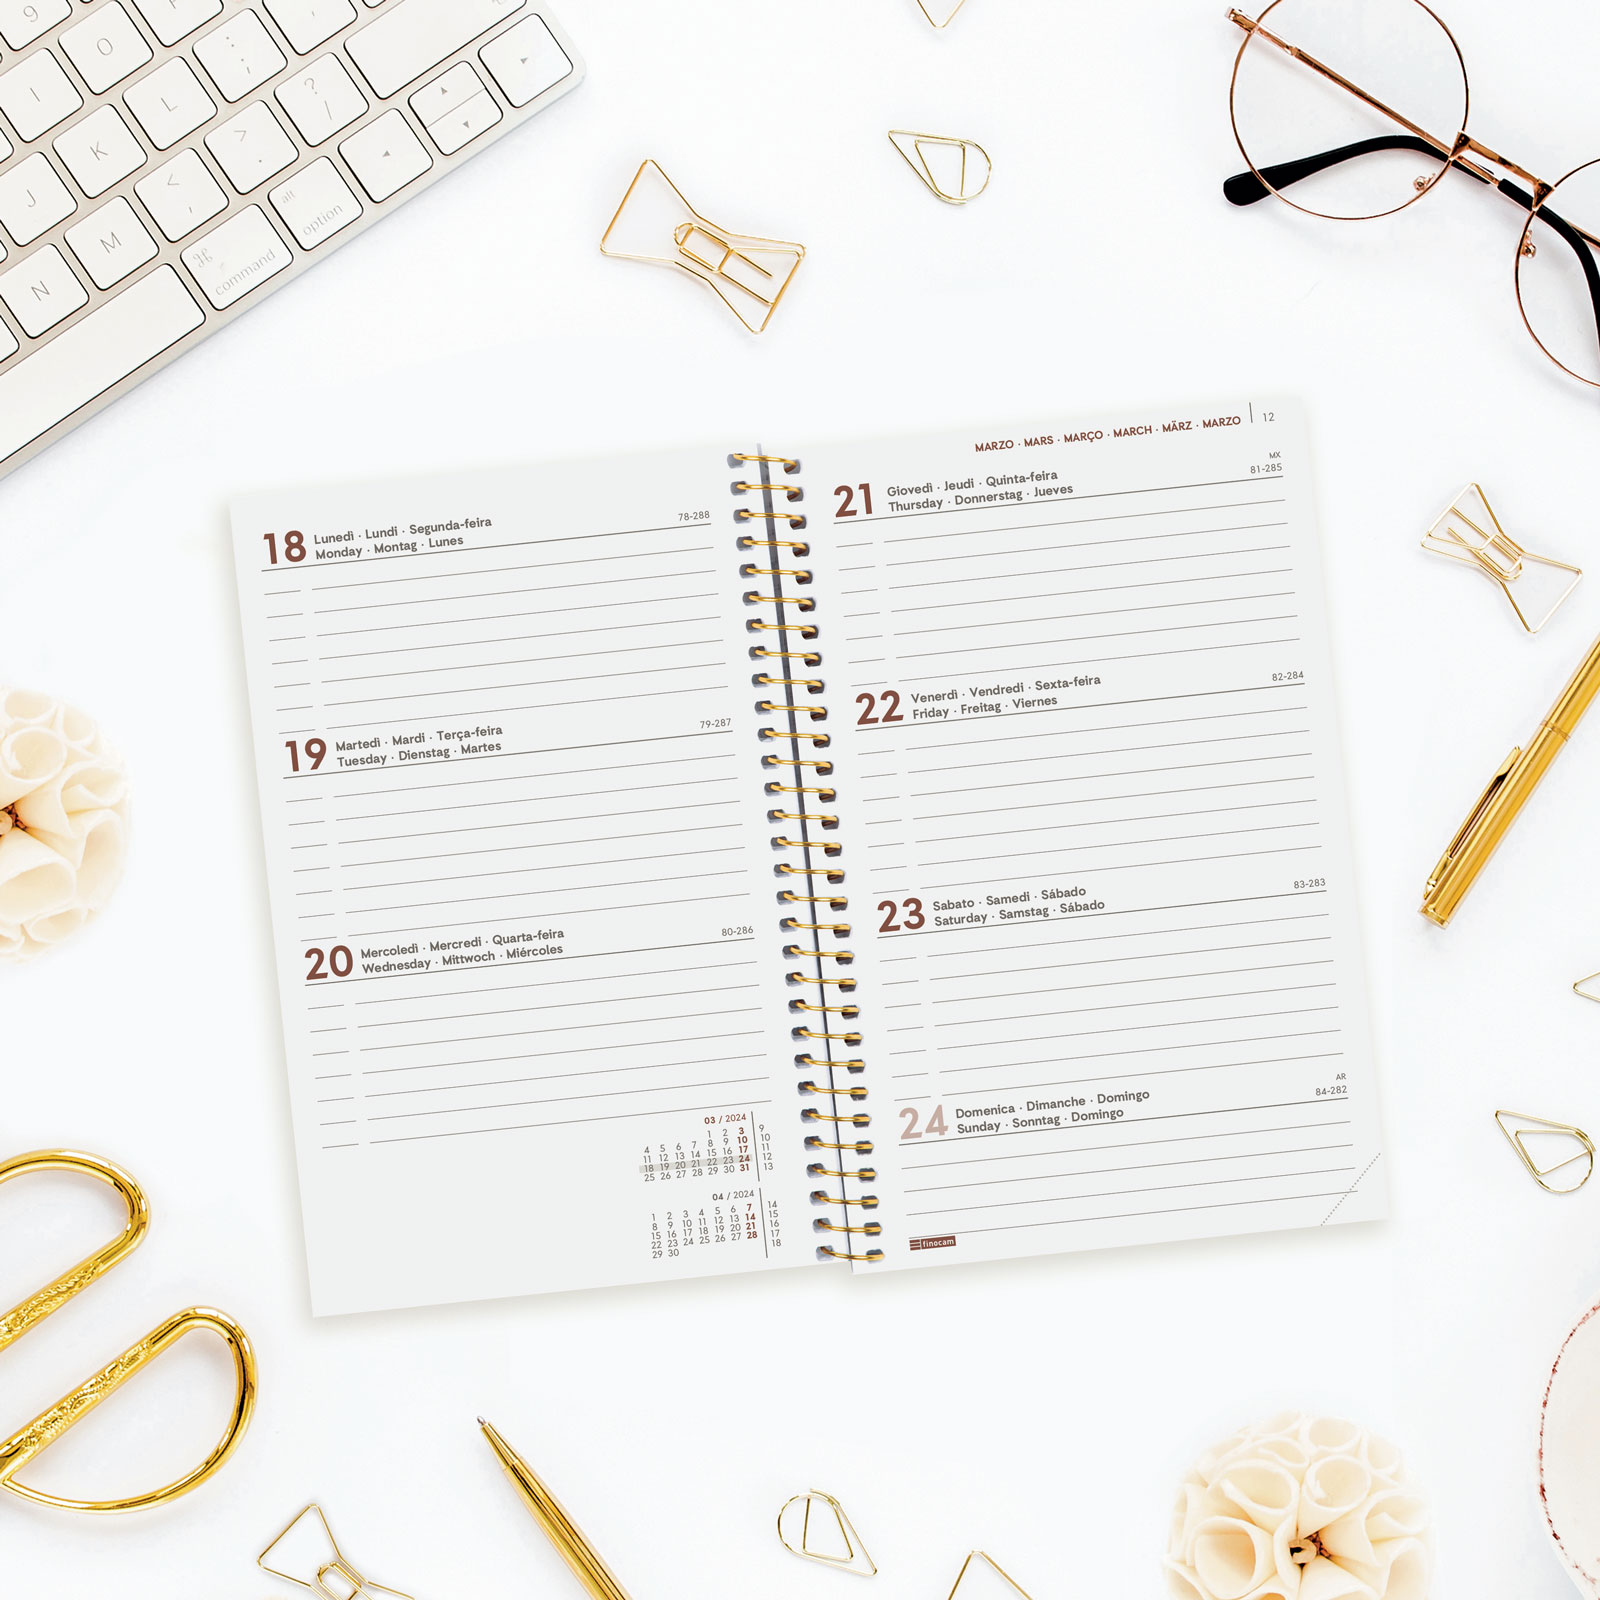 9
O
P
: ;
I
L
? /
K
> .
J
< ,
alt
option
M
⌘
command
N
MARZO · MARS · MARÇO · MARCH · MÄRZ · MARZO | 12
18 Lunedì · Lundi · Segunda-feira
Monday · Montag · Lunes
78-288
19 Martedì · Mardi · Terça-feira
Tuesday · Dienstag · Martes
79-287
20 Mercoledì · Mercredi · Quarta-feira
Wednesday · Mittwoch · Miércoles
80-286
03 / 2024
1 2 3 9
4 5 6 7 8 9 10 10
11 12 13 14 15 16 17 11
18 19 20 21 22 23 24 12
25 26 27 28 29 30 31 13
04 / 2024
1 2 3 4 5 6 7 14
8 9 10 11 12 13 14 15
15 16 17 18 19 20 21 16
22 23 24 25 26 27 28 17
29 30 18
MX
21 Giovedì · Jeudi · Quinta-feira
Thursday · Donnerstag · Jueves
81-285
22 Venerdì · Vendredi · Sexta-feira
Friday · Freitag · Viernes
82-284
23 Sabato · Samedi · Sábado
Saturday · Samstag · Sábado
83-283
AR
24 Domenica · Dimanche · Domingo
Sunday · Sonntag · Domingo
84-282
finocam